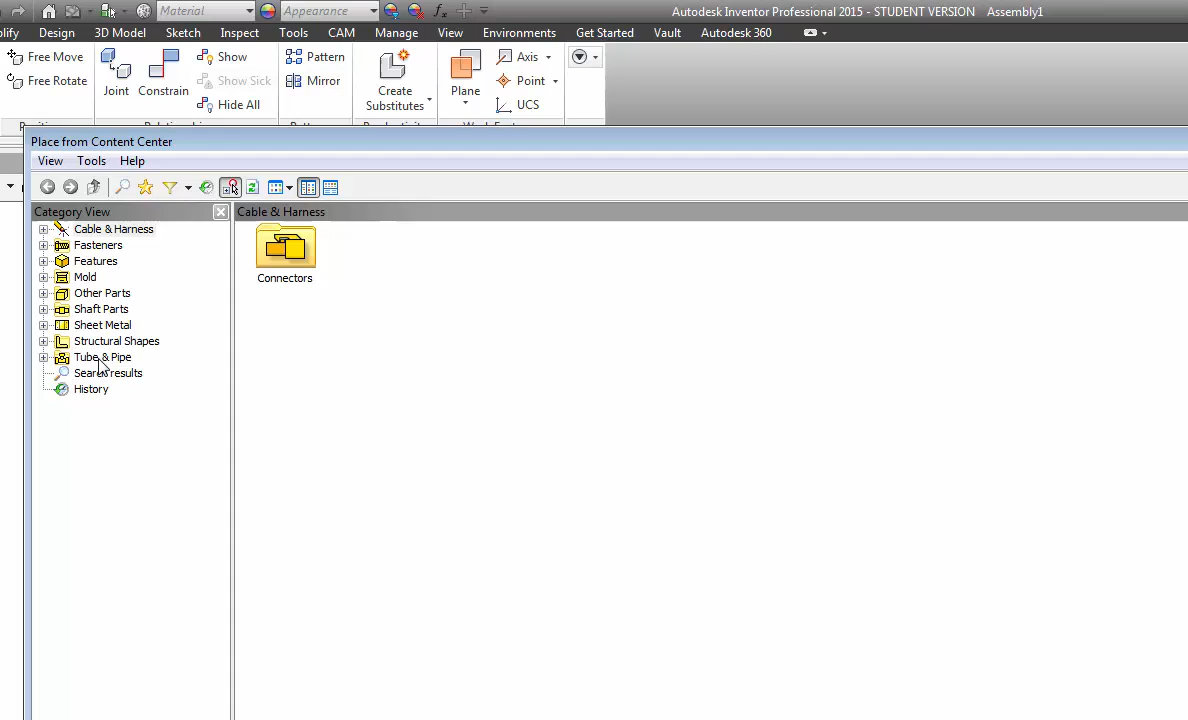 Material Appearance Autodesk Inventor Professional 2015 - STUDENT VERSION Assembly1
Design 3D Model Sketch Inspect Tools CAM Manage View Environments Get Started Vault Autodesk 360
Free Move Show Pattern Axis
Free Rotate Joint Constrain Show Sick Mirror Create Substitutes Plane Point
Hide All UCS
Place from Content Center
View Tools Help
Category View Cable & Harness
Cable & Harness
Fasteners
Features
Connectors
Mold
Other Parts
Shaft Parts
Sheet Metal
Structural Shapes
Tube & Pipe
Search results
History